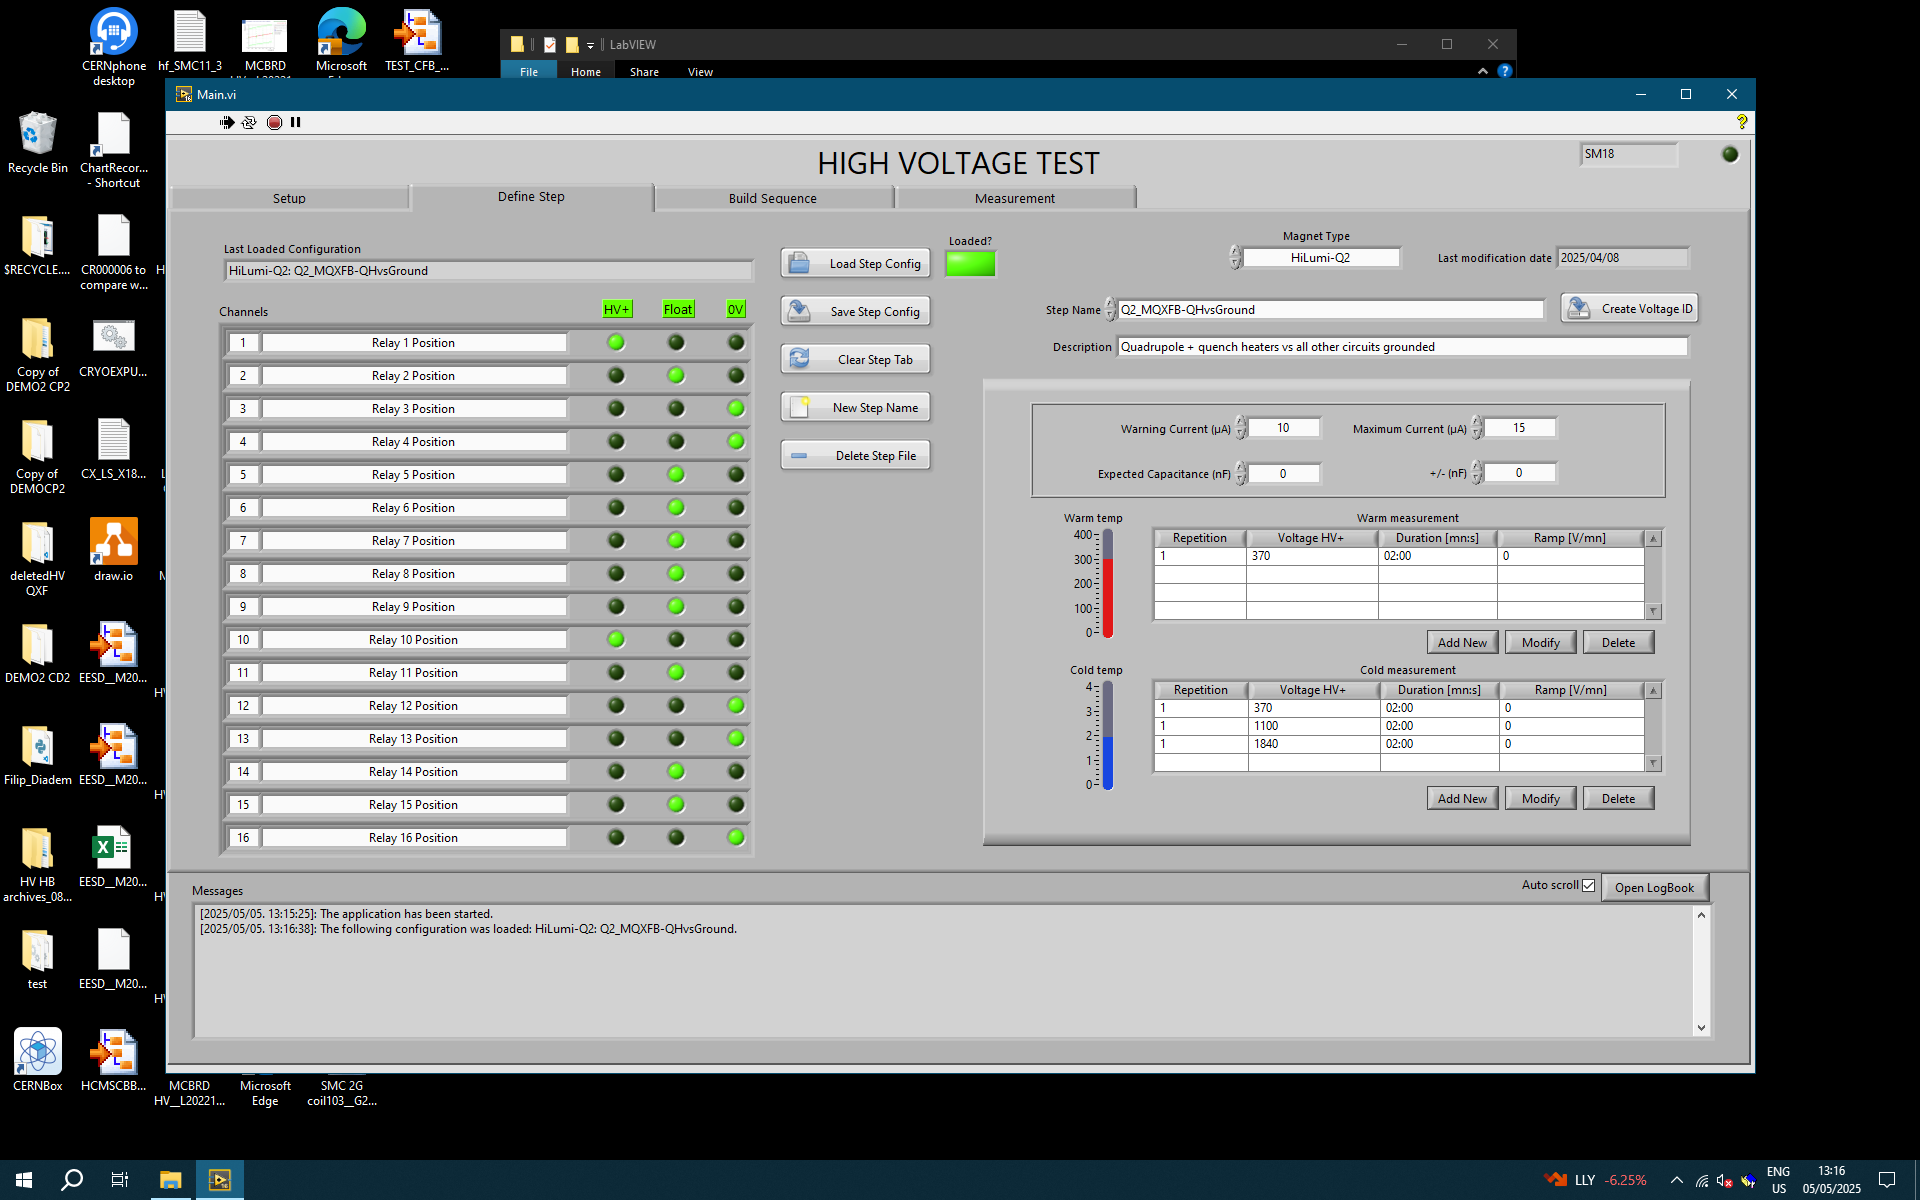 CERNphone desktop
hf_SMC11_3
MCBRD
Microsoft
TEST_CFB_...
LabVIEW
File Home Share View
Main.vi
Recycle Bin
ChartRecor... - Shortcut
$RECYCLE....
CR000006 to compare w...
Copy of DEMO2 CP2
CRYOEXPU...
Copy of DEMOCP2
CX_LS_X18...
deletedHV QXF
draw.io
DEMO2 CD2
EESD__M20...
Filip_Diadem
EESD__M20...
HV HB archives_08...
EESD__M20...
test
EESD__M20...
CERNBox
HCMSCBB...
MCBRD HV__L20221...
Microsoft Edge
SMC 2G coil103__G2...
HIGH VOLTAGE TEST
SM18
Setup
Define Step
Build Sequence
Measurement
Last Loaded Configuration
HiLumi-Q2: Q2_MQXFB-QHvsGround
Load Step Config
Loaded?
Save Step Config
Clear Step Tab
New Step Name
Delete Step File
Channels HV+ Float 0V
1 Relay 1 Position
2 Relay 2 Position
3 Relay 3 Position
4 Relay 4 Position
5 Relay 5 Position
6 Relay 6 Position
7 Relay 7 Position
8 Relay 8 Position
9 Relay 9 Position
10 Relay 10 Position
11 Relay 11 Position
12 Relay 12 Position
13 Relay 13 Position
14 Relay 14 Position
15 Relay 15 Position
16 Relay 16 Position
Magnet Type
HiLumi-Q2
Last modification date 2025/04/08
Step Name Q2_MQXFB-QHvsGround
Create Voltage ID
Description Quadrupole + quench heaters vs all other circuits grounded
Warning Current (µA) 10
Maximum Current (µA) 15
Expected Capacitance (nF) 0
+/- (nF) 0
Warm temp
400
300
200
100
0
Warm measurement
Repetition Voltage HV+ Duration [mn:s] Ramp [V/mn]
1 370 02:00 0
Add New Modify Delete
Cold temp
4
3
2
1
0
Cold measurement
Repetition Voltage HV+ Duration [mn:s] Ramp [V/mn]
1 370 02:00 0
1 1100 02:00 0
1 1840 02:00 0
Add New Modify Delete
Messages
Auto scroll
Open LogBook
[2025/05/05. 13:15:25]: The application has been started.
[2025/05/05. 13:16:38]: The following configuration was loaded: HiLumi-Q2: Q2_MQXFB-QHvsGround.
LLY -6.25%
ENG US
13:16
05/05/2025